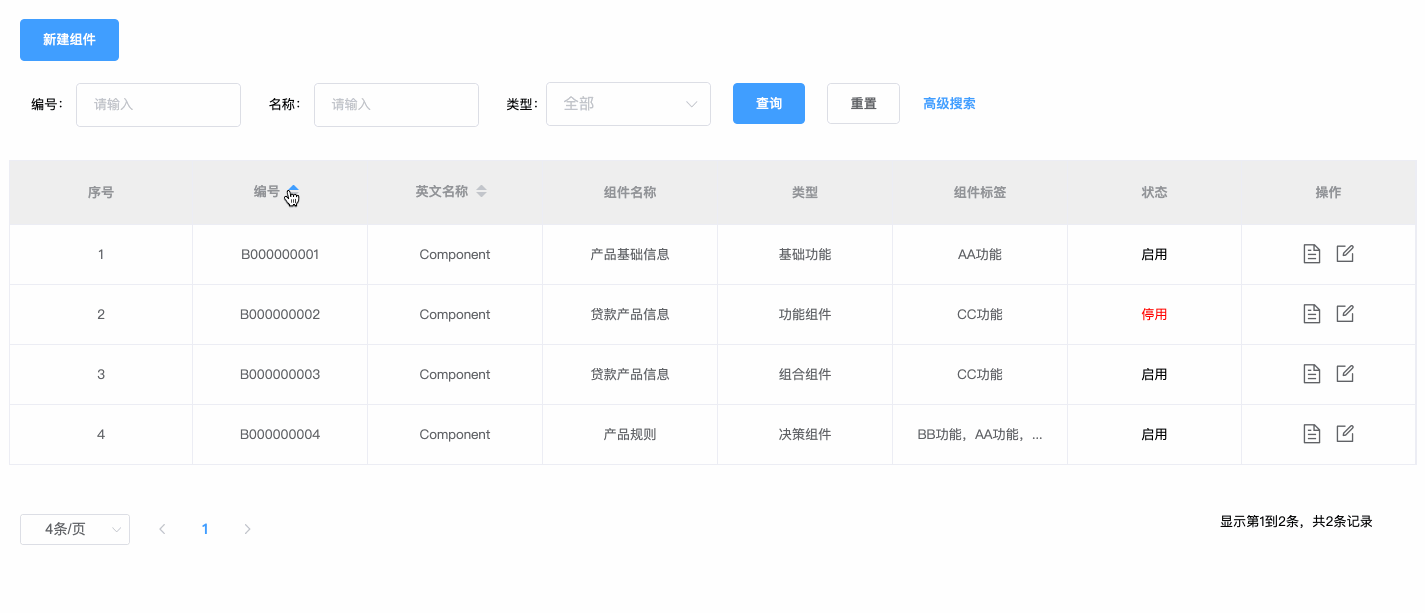 新建组件
编号： 请输入 名称： 请输入 类型： 全部 查询 重置 高级搜索
序号 编号 英文名称 组件名称 类型 组件标签 状态 操作
1 B000000001 Component 产品基础信息 基础功能 AA功能 启用
2 B000000002 Component 贷款产品信息 功能组件 CC功能 停用
3 B000000003 Component 贷款产品信息 组合组件 CC功能 启用
4 B000000004 Component 产品规则 决策组件 BB功能，AA功能，... 启用
4条/页 1 显示第1到2条，共2条记录